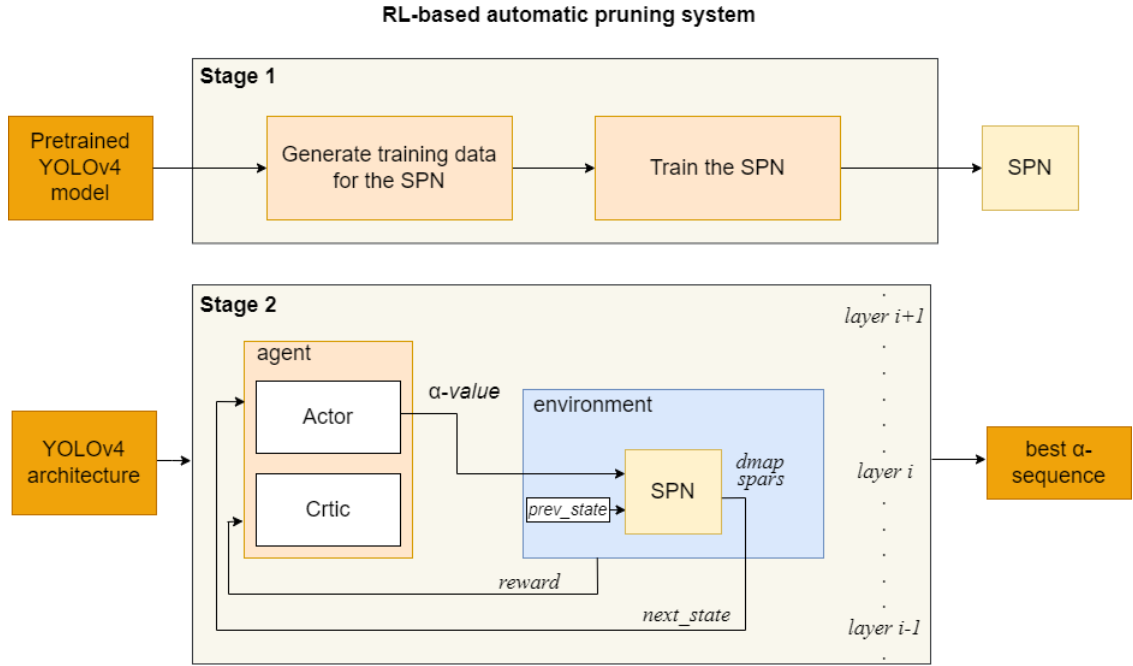 RL-based automatic pruning system
Stage 1
Pretrained
YOLOv4
model
Generate training data
for the SPN
Train the SPN
SPN
Stage 2
layer i+1
agent
α-value
environment
Actor
YOLOv4
architecture
dmap
spars
layer i
best α-
sequence
SPN
Crtic
prev_state
reward
next_state
layer i-1